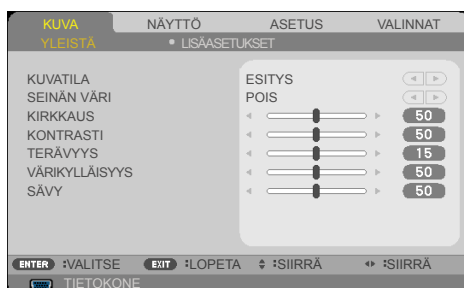 KUVA NÄYTTÖ ASETUS VALINNAT
YLEISTÄ • LISÄASETUKSET
KUVATILA ESITYS
SEINÄN VÄRI POIS
KIRKKAUS 50
KONTRASTI 50
TERÄVYYS 15
VÄRIKYLLÄISYYS 50
SÄVY 50
ENTER :VALITSE EXIT :LOPETA :SIIRRÄ :SIIRRÄ
TIETOKONE